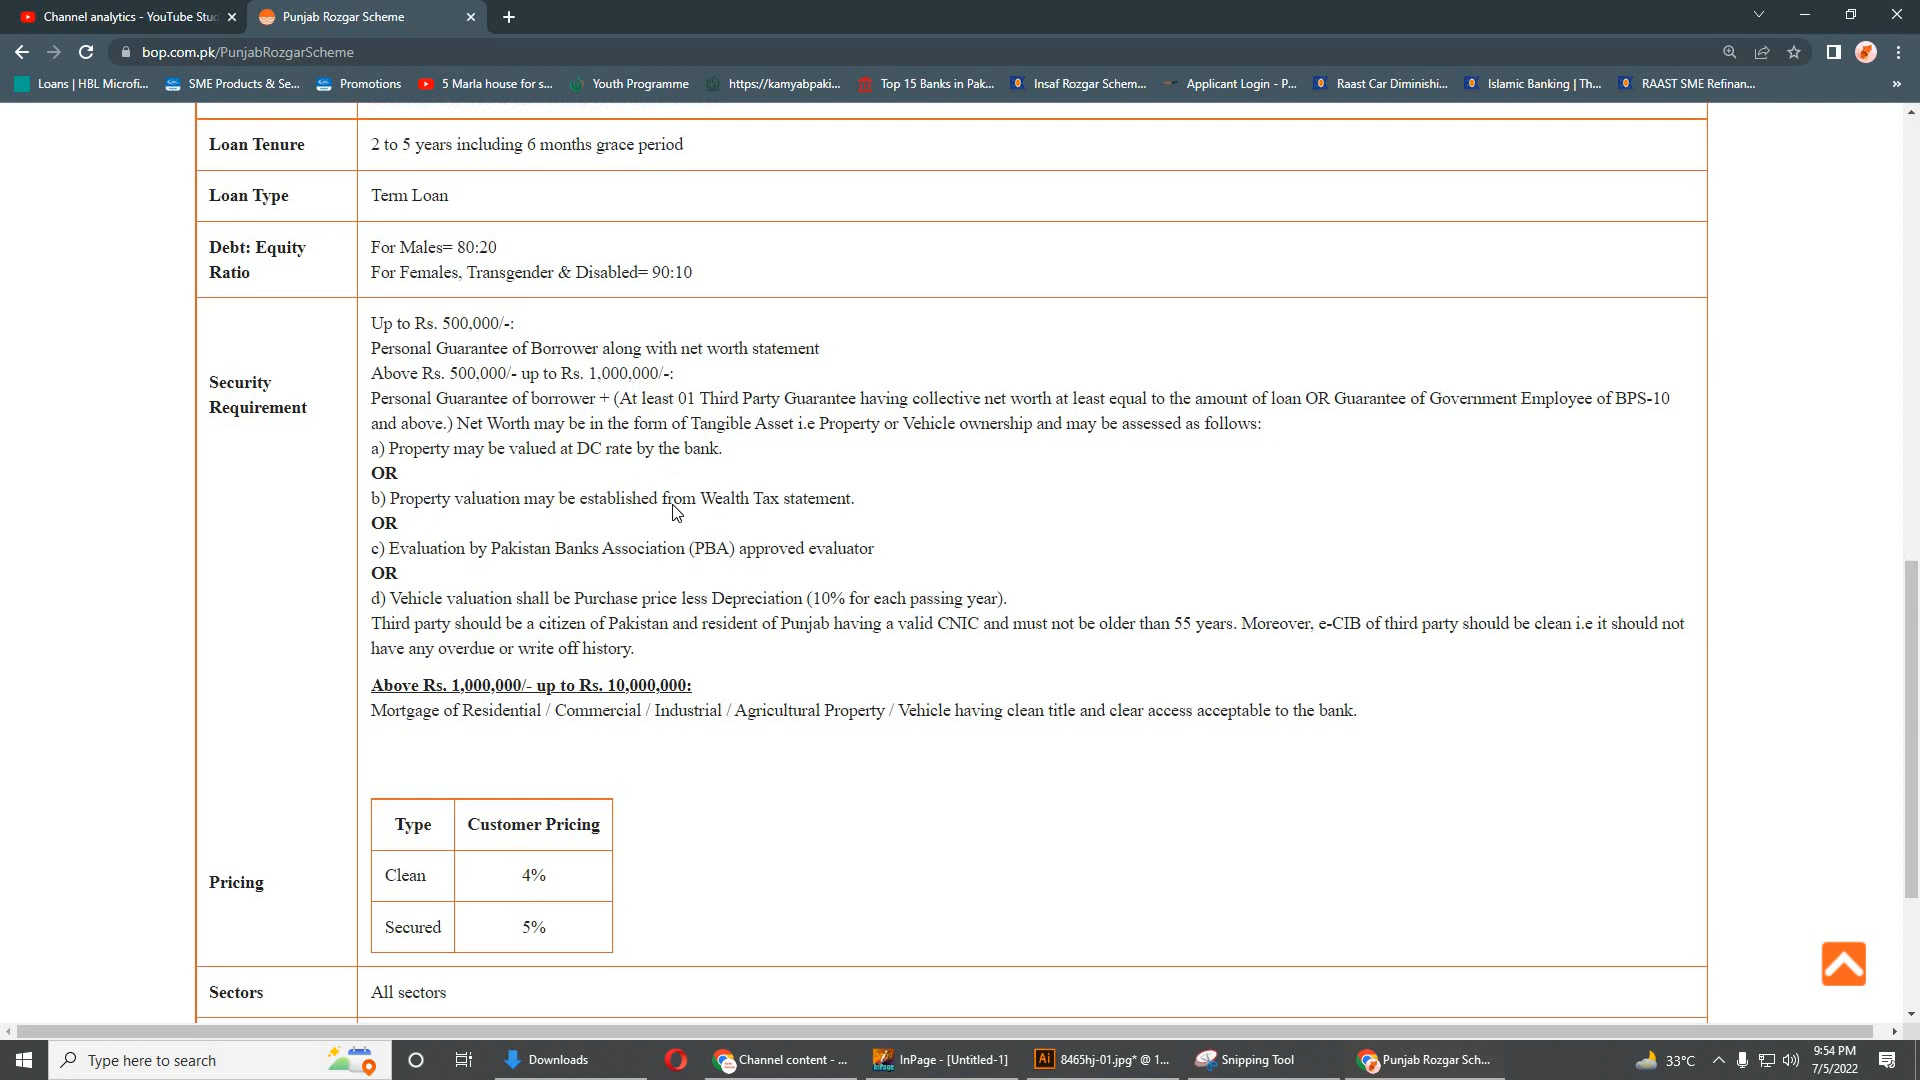 Channel analytics - YouTube Stu
Punjab Rozgar Scheme
bop.com.pk/PunjabRozgarScheme
Loans | HBL Microfi...
SME Products & Se...
Promotions
5 Marla house for s...
Youth Programme
https://kamyabpaki...
Top 15 Banks in Pak...
Insaf Rozgar Schem...
Applicant Login - P...
Raast Car Diminishi...
Islamic Banking | Th...
RAAST SME Refinan...
Loan Tenure
2 to 5 years including 6 months grace period
Loan Type
Term Loan
Debt: Equity
Ratio
For Males= 80:20
For Females, Transgender & Disabled= 90:10
Security
Requirement
Up to Rs. 500,000/-:
Personal Guarantee of Borrower along with net worth statement
Above Rs. 500,000/- up to Rs. 1,000,000/-:
Personal Guarantee of borrower + (At least 01 Third Party Guarantee having collective net worth at least equal to the amount of loan OR Guarantee of Government Employee of BPS-10
and above.) Net Worth may be in the form of Tangible Asset i.e Property or Vehicle ownership and may be assessed as follows:
a) Property may be valued at DC rate by the bank.
OR
b) Property valuation may be established from Wealth Tax statement.
OR
c) Evaluation by Pakistan Banks Association (PBA) approved evaluator
OR
d) Vehicle valuation shall be Purchase price less Depreciation (10% for each passing year).
Third party should be a citizen of Pakistan and resident of Punjab having a valid CNIC and must not be older than 55 years. Moreover, e-CIB of third party should be clean i.e it should not
have any overdue or write off history.
Above Rs. 1,000,000/- up to Rs. 10,000,000:
Mortgage of Residential / Commercial / Industrial / Agricultural Property / Vehicle having clean title and clear access acceptable to the bank.
Pricing
Type
Customer Pricing
Clean
4%
Secured
5%
Sectors
All sectors
Type here to search
Downloads
Channel content - ...
InPage - [Untitled-1]
8465hj-01.jpg* @ 1...
Snipping Tool
Punjab Rozgar Sch...
33°C
9:54 PM
7/5/2022